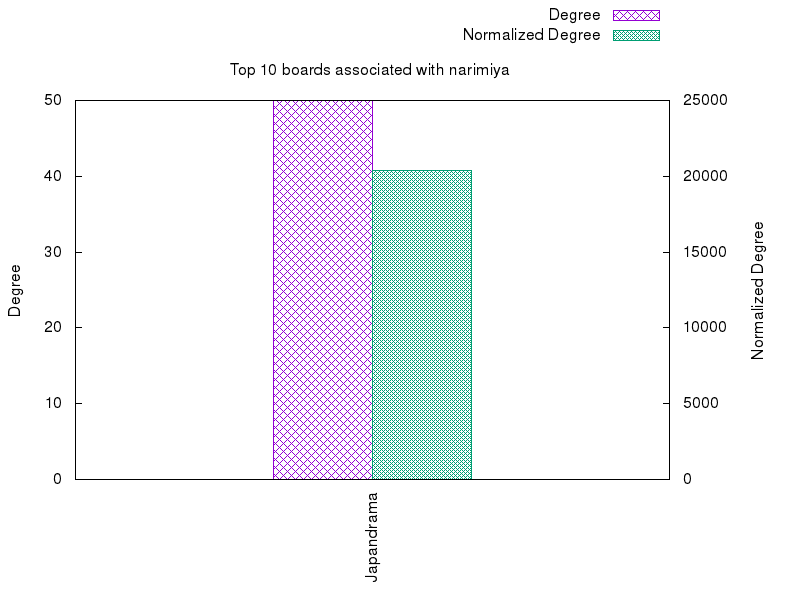 Degree
Normalized Degree
Top 10 boards associated with narimiya
50
40
30
20
10
0
25000
20000
15000
10000
5000
0
Degree
Normalized Degree
Japandrama